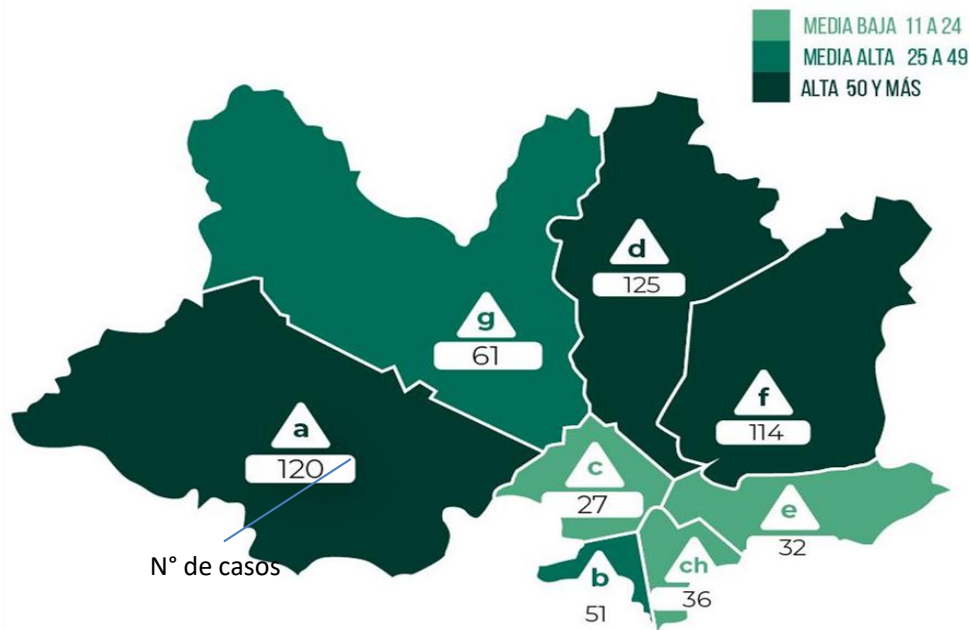 MEDIA BAJA 11 A 24
MEDIA ALTA 25 A 49
ALTA 50 Y MÁS
d
125
g
61
f
114
a
120
c
27
e
32
ch
36
b
51
N° de casos